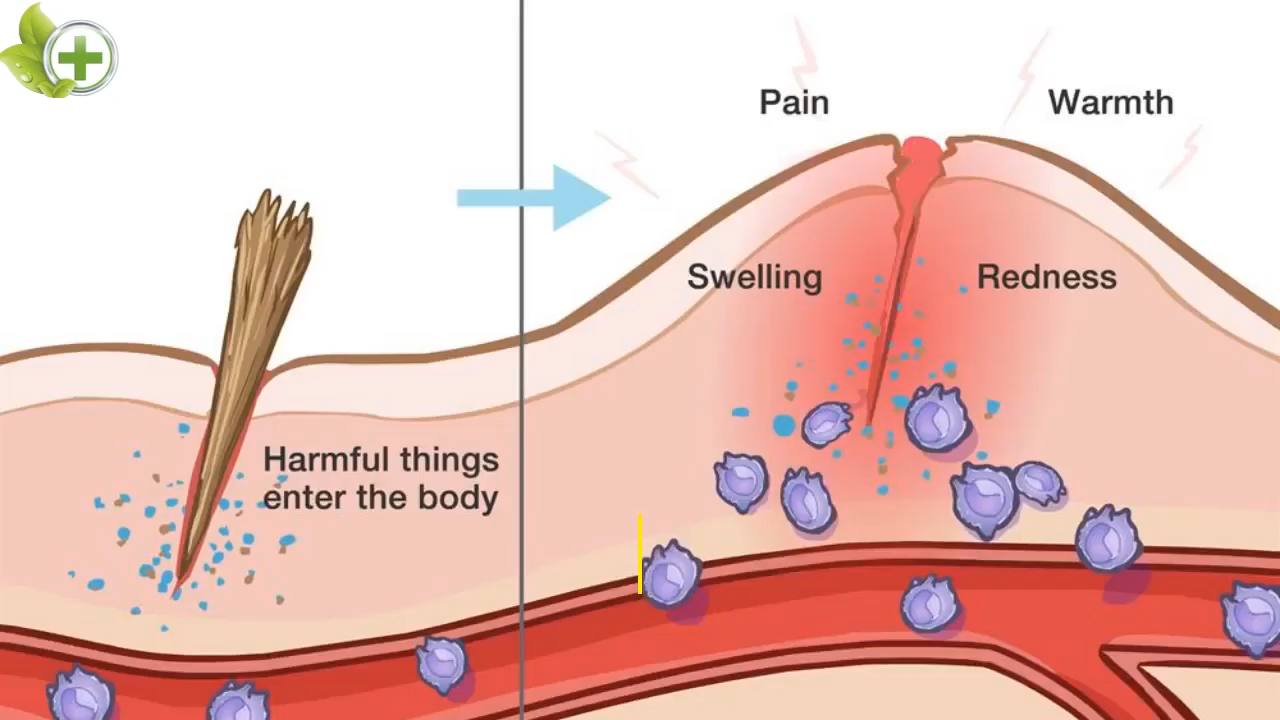 Pain
Warmth
Swelling
Redness
Harmful things
enter the body